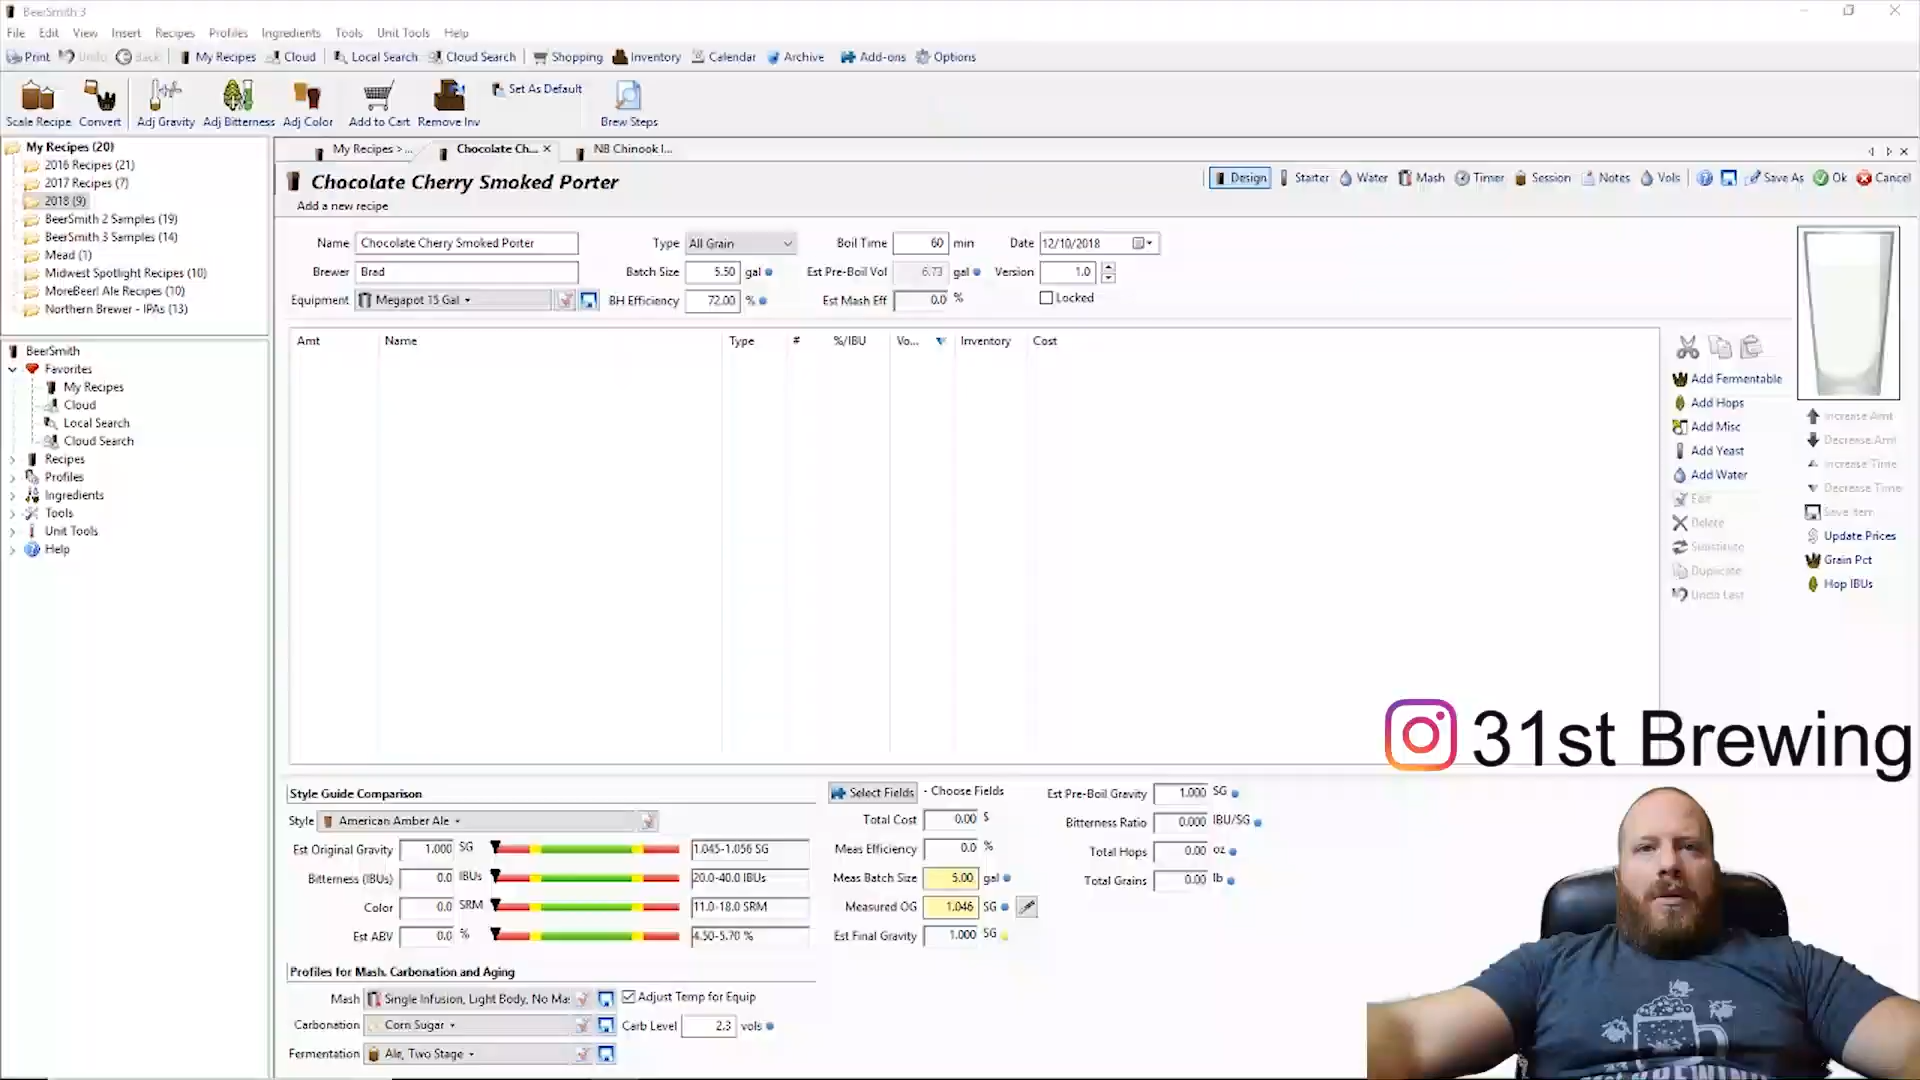 BeerSmith 3
File Edit View Insert Recipes Profiles Ingredients Tools Unit Tools Help
Print Undo Back My Recipes Cloud Local Search Cloud Search Shopping Inventory Calendar Archive Add-ons Options
Set As Default
Scale Recipe Convert Adj Gravity Adj Bitterness Adj Color Add to Cart Remove Inv Brew Steps
My Recipes (20)
2016 Recipes (21)
2017 Recipes (7)
2018 (9)
BeerSmith 2 Samples (19)
BeerSmith 3 Samples (14)
Mead (1)
Midwest Spotlight Recipes (10)
MoreBeer! Ale Recipes (10)
Northern Brewer - IPAs (13)
BeerSmith
Favorites
My Recipes
Cloud
Local Search
Cloud Search
Recipes
Profiles
Ingredients
Tools
Unit Tools
Help
My Recipes >... Chocolate Ch... NB Chinook I...
Chocolate Cherry Smoked Porter
Design Starter Water Mash Timer Session Notes Vols Save As Ok Cancel
Add a new recipe
Name Chocolate Cherry Smoked Porter Type All Grain Boil Time 60 min Date 12/10/2018
Brewer Brad Batch Size 5.50 gal Est Pre-Boil Vol 6.73 gal Version 1.0
Equipment Megapot 15 Gal BH Efficiency 72.00 % Est Mash Eff 0.0 % Locked
Amt Name Type # %/IBU Vo... Inventory Cost
Add Fermentable
Add Hops
Add Misc
Add Yeast
Add Water
Edit
Delete
Substitute
Duplicate
Undo Last
Increase Amt
Decrease Amt
Increase Time
Decrease Time
Save Item
Update Prices
Grain Pct
Hop IBUs
31st Brewing
Style Guide Comparison
Style American Amber Ale
Est Original Gravity 1.000 SG 1.045-1.056 SG
Bitterness (IBUs) 0.0 IBUs 20.0-40.0 IBUs
Color 0.0 SRM 11.0-18.0 SRM
Est ABV 0.0 % 4.50-5.70 %
Select Fields - Choose Fields
Total Cost 0.00 $
Meas Efficiency 0.0 %
Meas Batch Size 5.00 gal
Measured OG 1.046 SG
Est Final Gravity 1.000 SG
Est Pre-Boil Gravity 1.000 SG
Bitterness Ratio 0.000 IBU/SG
Total Hops 0.00 oz
Total Grains 0.00 lb
Profiles for Mash, Carbonation and Aging
Mash Single Infusion, Light Body, No Mas Adjust Temp for Equip
Carbonation Corn Sugar Carb Level 2.3 vols
Fermentation Ale, Two Stage